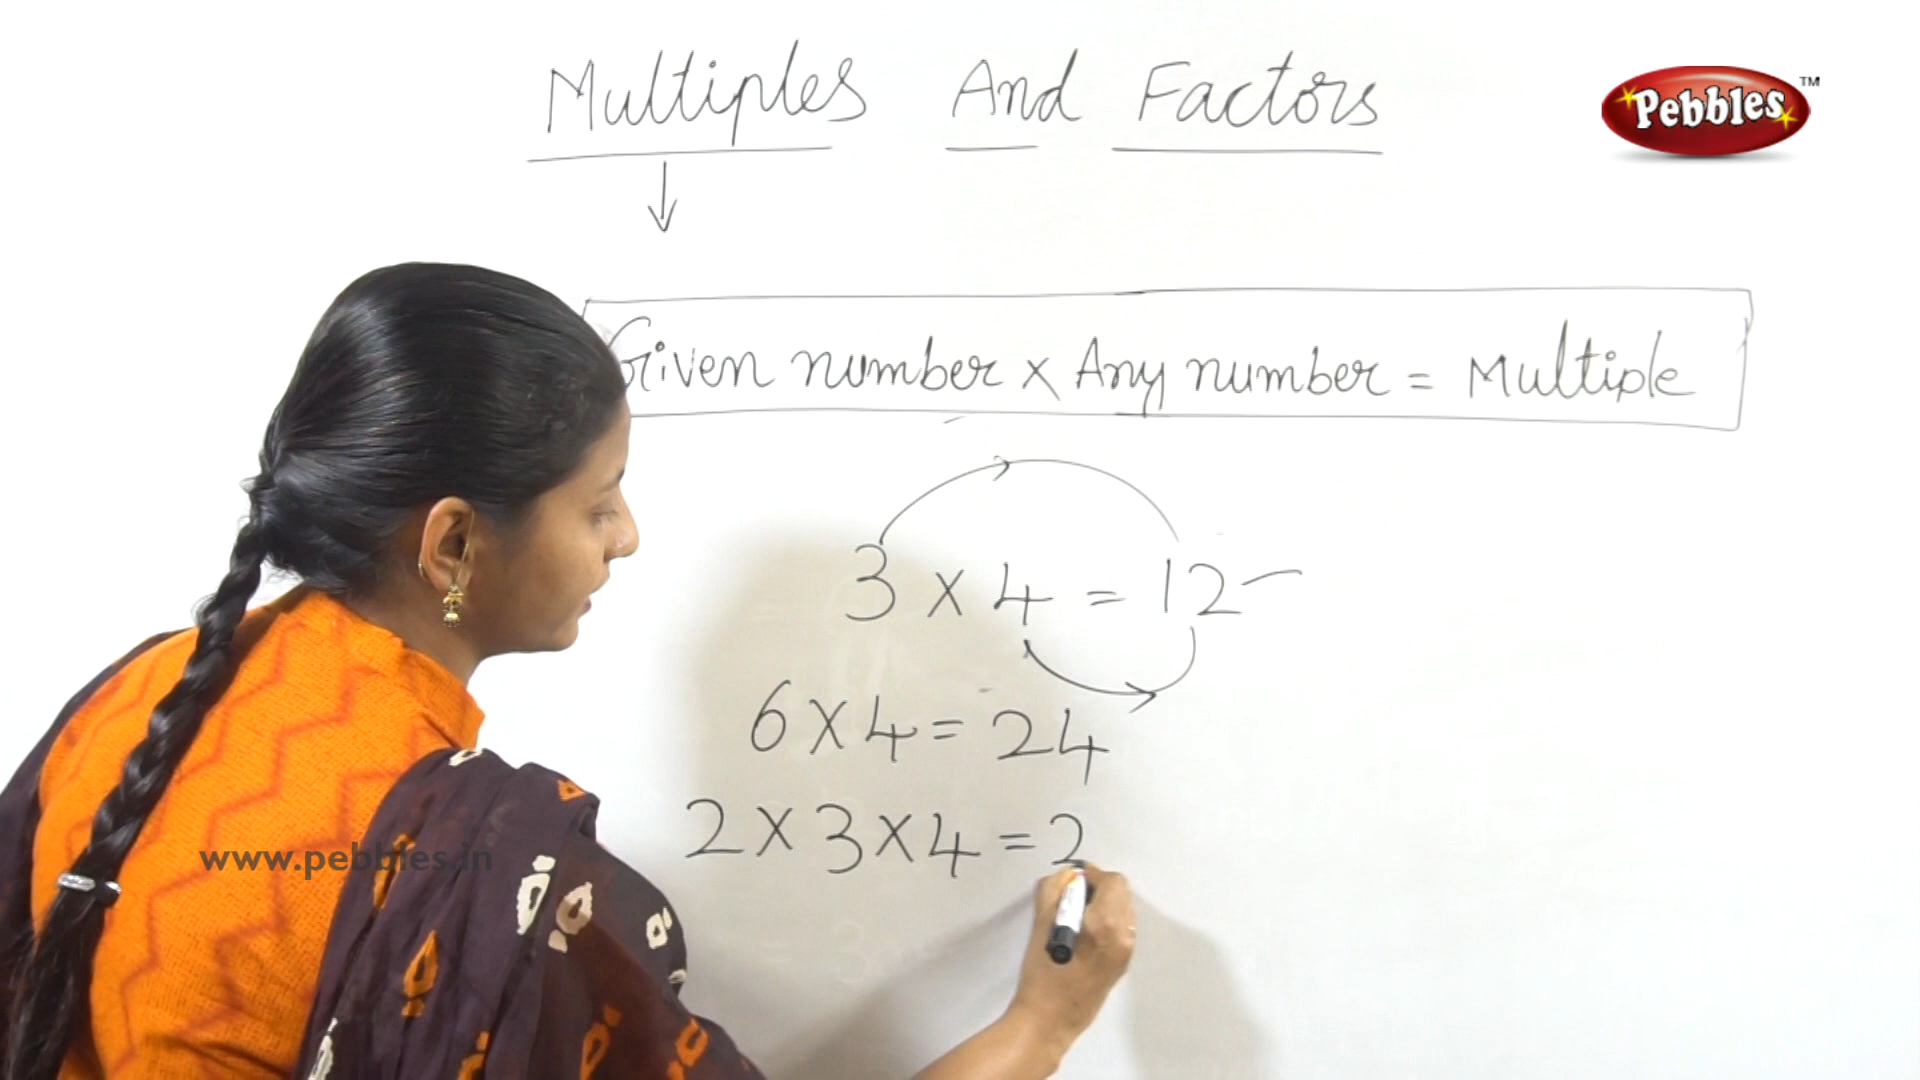 Multiples And Factors
Pebbles TM
Given number x Any number = Multiple
3 x 4 = 12
6 x 4 = 24
2 x 3 x 4 = 2
www.pebbles.in